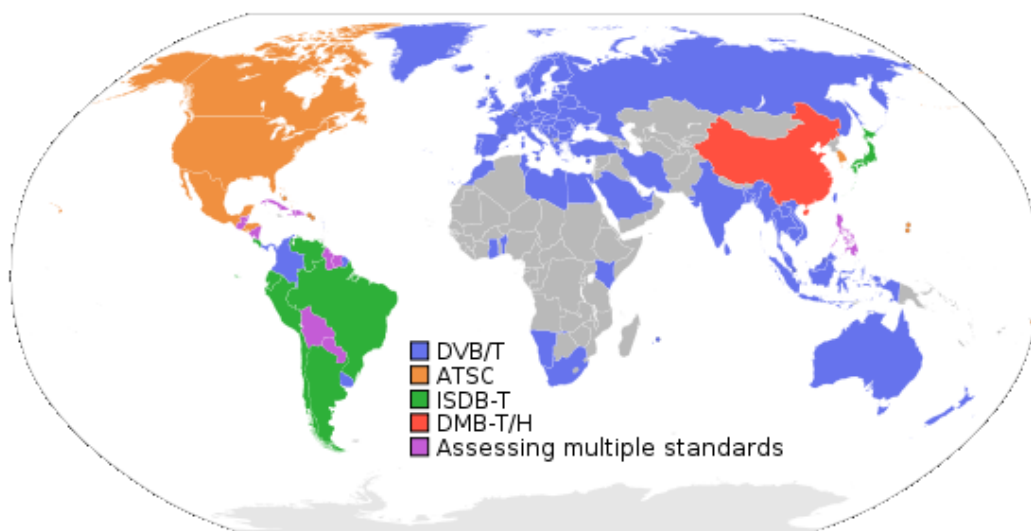 DVB/T
ATSC
ISDB-T
DMB-T/H
Assessing multiple standards